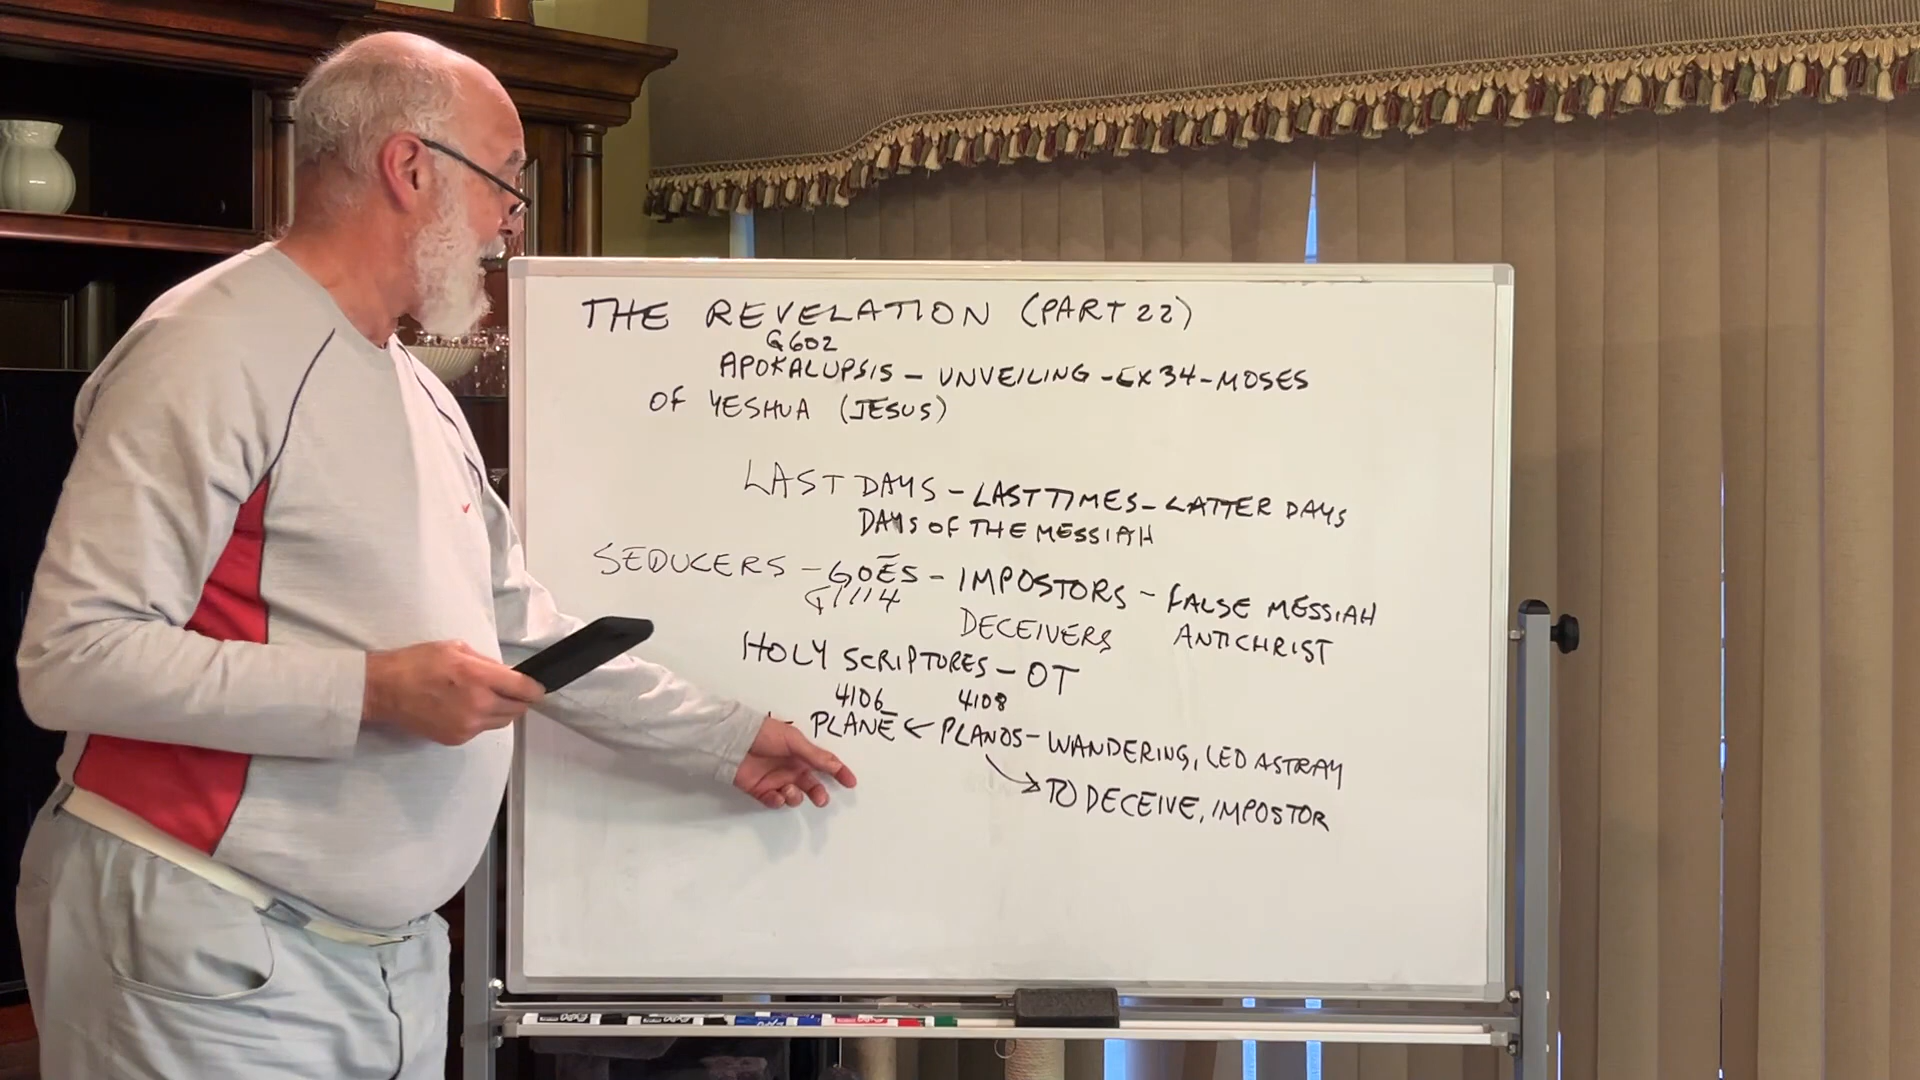 THE REVELATION (PART 22)
G602
APOKALUPSIS - UNVEILING - EX 34 - MOSES
OF YESHUA (JESUS)
LAST DAYS - LAST TIMES - LATTER DAYS
DAYS OF THE MESSIAH
SEDUCERS - GOĒS - IMPOSTORS - FALSE MESSIAH
G1114 DECEIVERS ANTICHRIST
HOLY SCRIPTURES - OT
4106 4108
PLANĒ ← PLANOS - WANDERING, LED ASTRAY
→ TO DECEIVE, IMPOSTOR